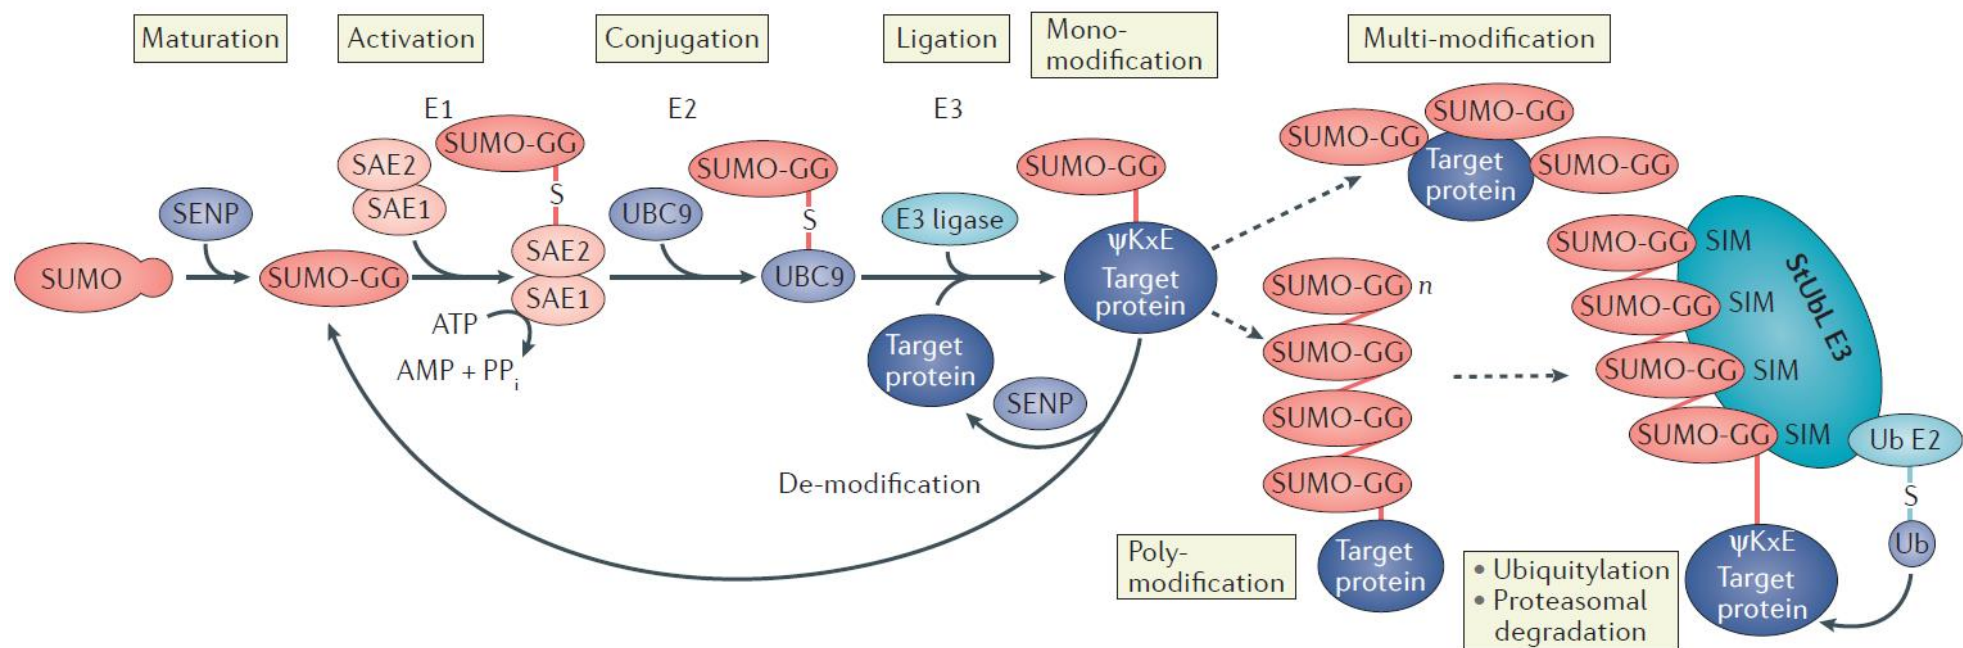 Maturation
Activation
Conjugation
Ligation
Mono-
modification
Multi-modification
E1
E2
E3
SUMO-GG
SAE2
SAE1
S
SENP
SUMO
SUMO-GG
SAE2
SAE1
ATP
AMP + PPi
SUMO-GG
UBC9
S
UBC9
E3 ligase
Target
protein
SENP
De-modification
SUMO-GG
ψKxE
Target
protein
SUMO-GG
SUMO-GG
SUMO-GG
Target
protein
SUMO-GG n
SUMO-GG
SUMO-GG
SUMO-GG
Target
protein
Poly-
modification
SUMO-GG SIM
SUMO-GG SIM
SUMO-GG SIM
SUMO-GG SIM
StUbL E3
Ub E2
S
Ub
ψKxE
Target
protein
• Ubiquitylation
• Proteasomal
degradation